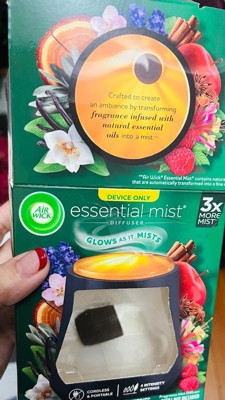 Crafted to create
an ambiance by transforming
fragrance infused with
natural essential
oils into a mist.**
**Air Wick® Essential Mist® contains natu
that are automatically transformed into a fine
DEVICE ONLY
AIR
WICK
essential mist®
DIFFUSER
3x
MORE
MIST
GLOWS AS IT MISTS
CORDLESS
& PORTABLE
4 INTENSITY
SETTINGS